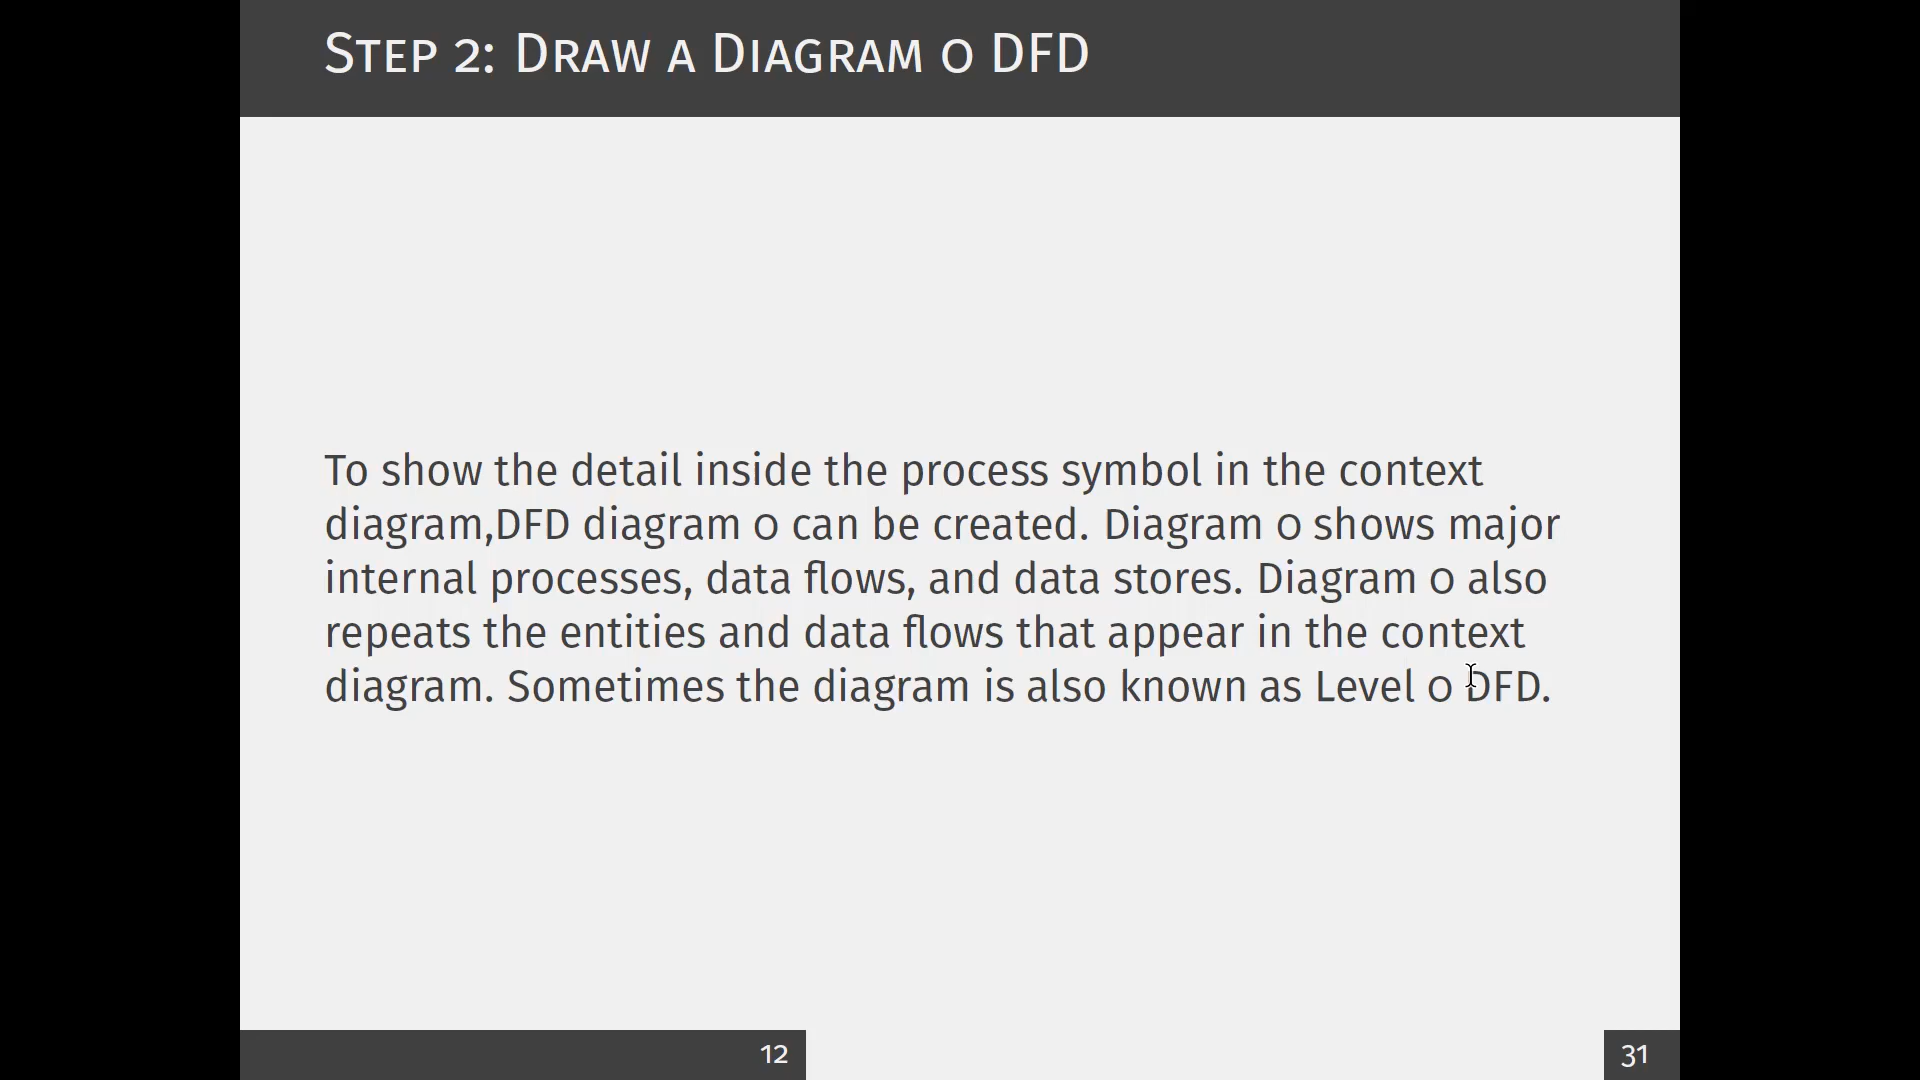 Step 2: Draw a Diagram 0 DFD
To show the detail inside the process symbol in the context
diagram,DFD diagram 0 can be created. Diagram 0 shows major
internal processes, data flows, and data stores. Diagram 0 also
repeats the entities and data flows that appear in the context
diagram. Sometimes the diagram is also known as Level 0 DFD.
12
31